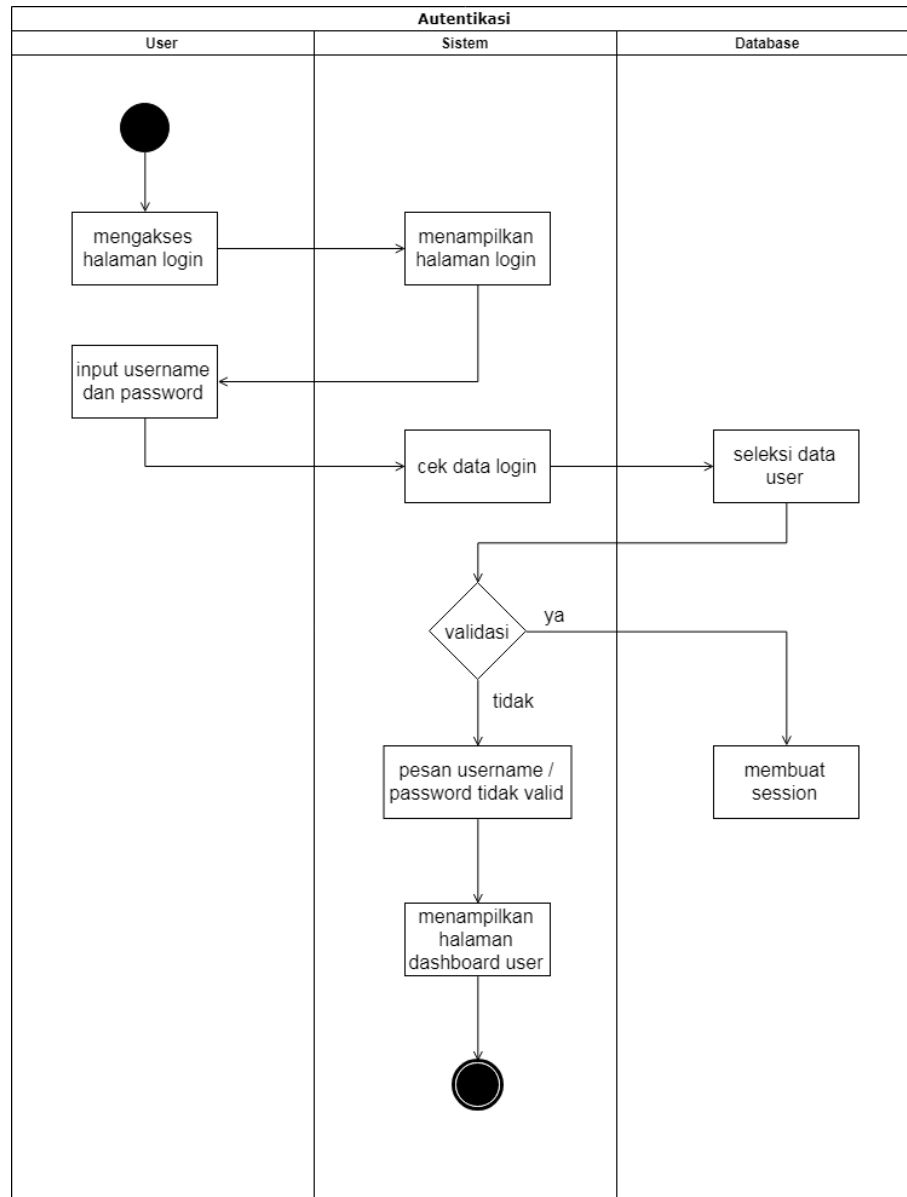 Autentikasi
User
Sistem
Database
mengakses
halaman login
menampilkan
halaman login
input username
dan password
cek data login
seleksi data
user
validasi
ya
tidak
pesan username /
password tidak valid
membuat
session
menampilkan
halaman
dashboard user